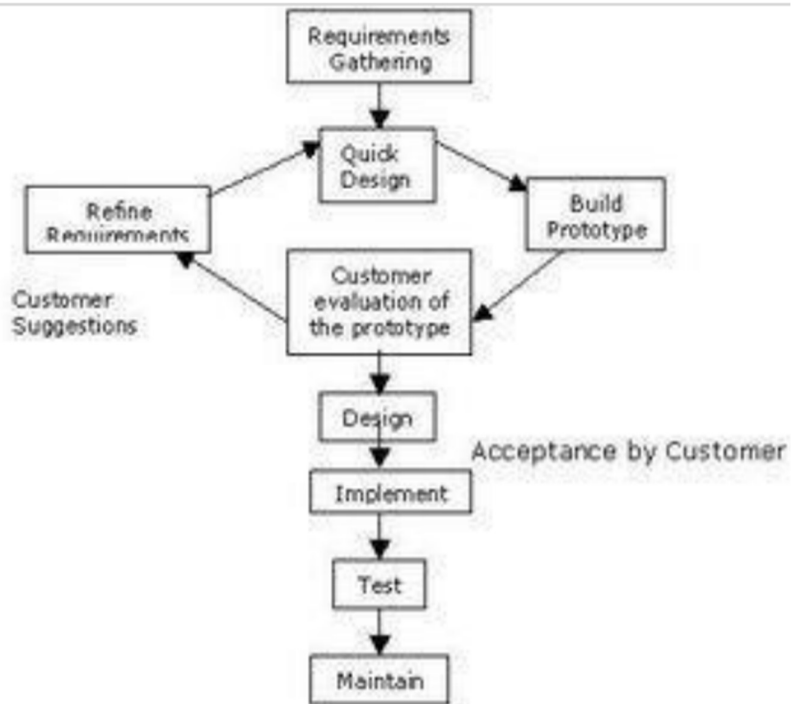 Requirements
Gathering
Quick
Design
Build
Prototype
Refine
Requirements
Customer
evaluation of
the prototype
Customer
Suggestions
Design
Acceptance by Customer
Implement
Test
Maintain